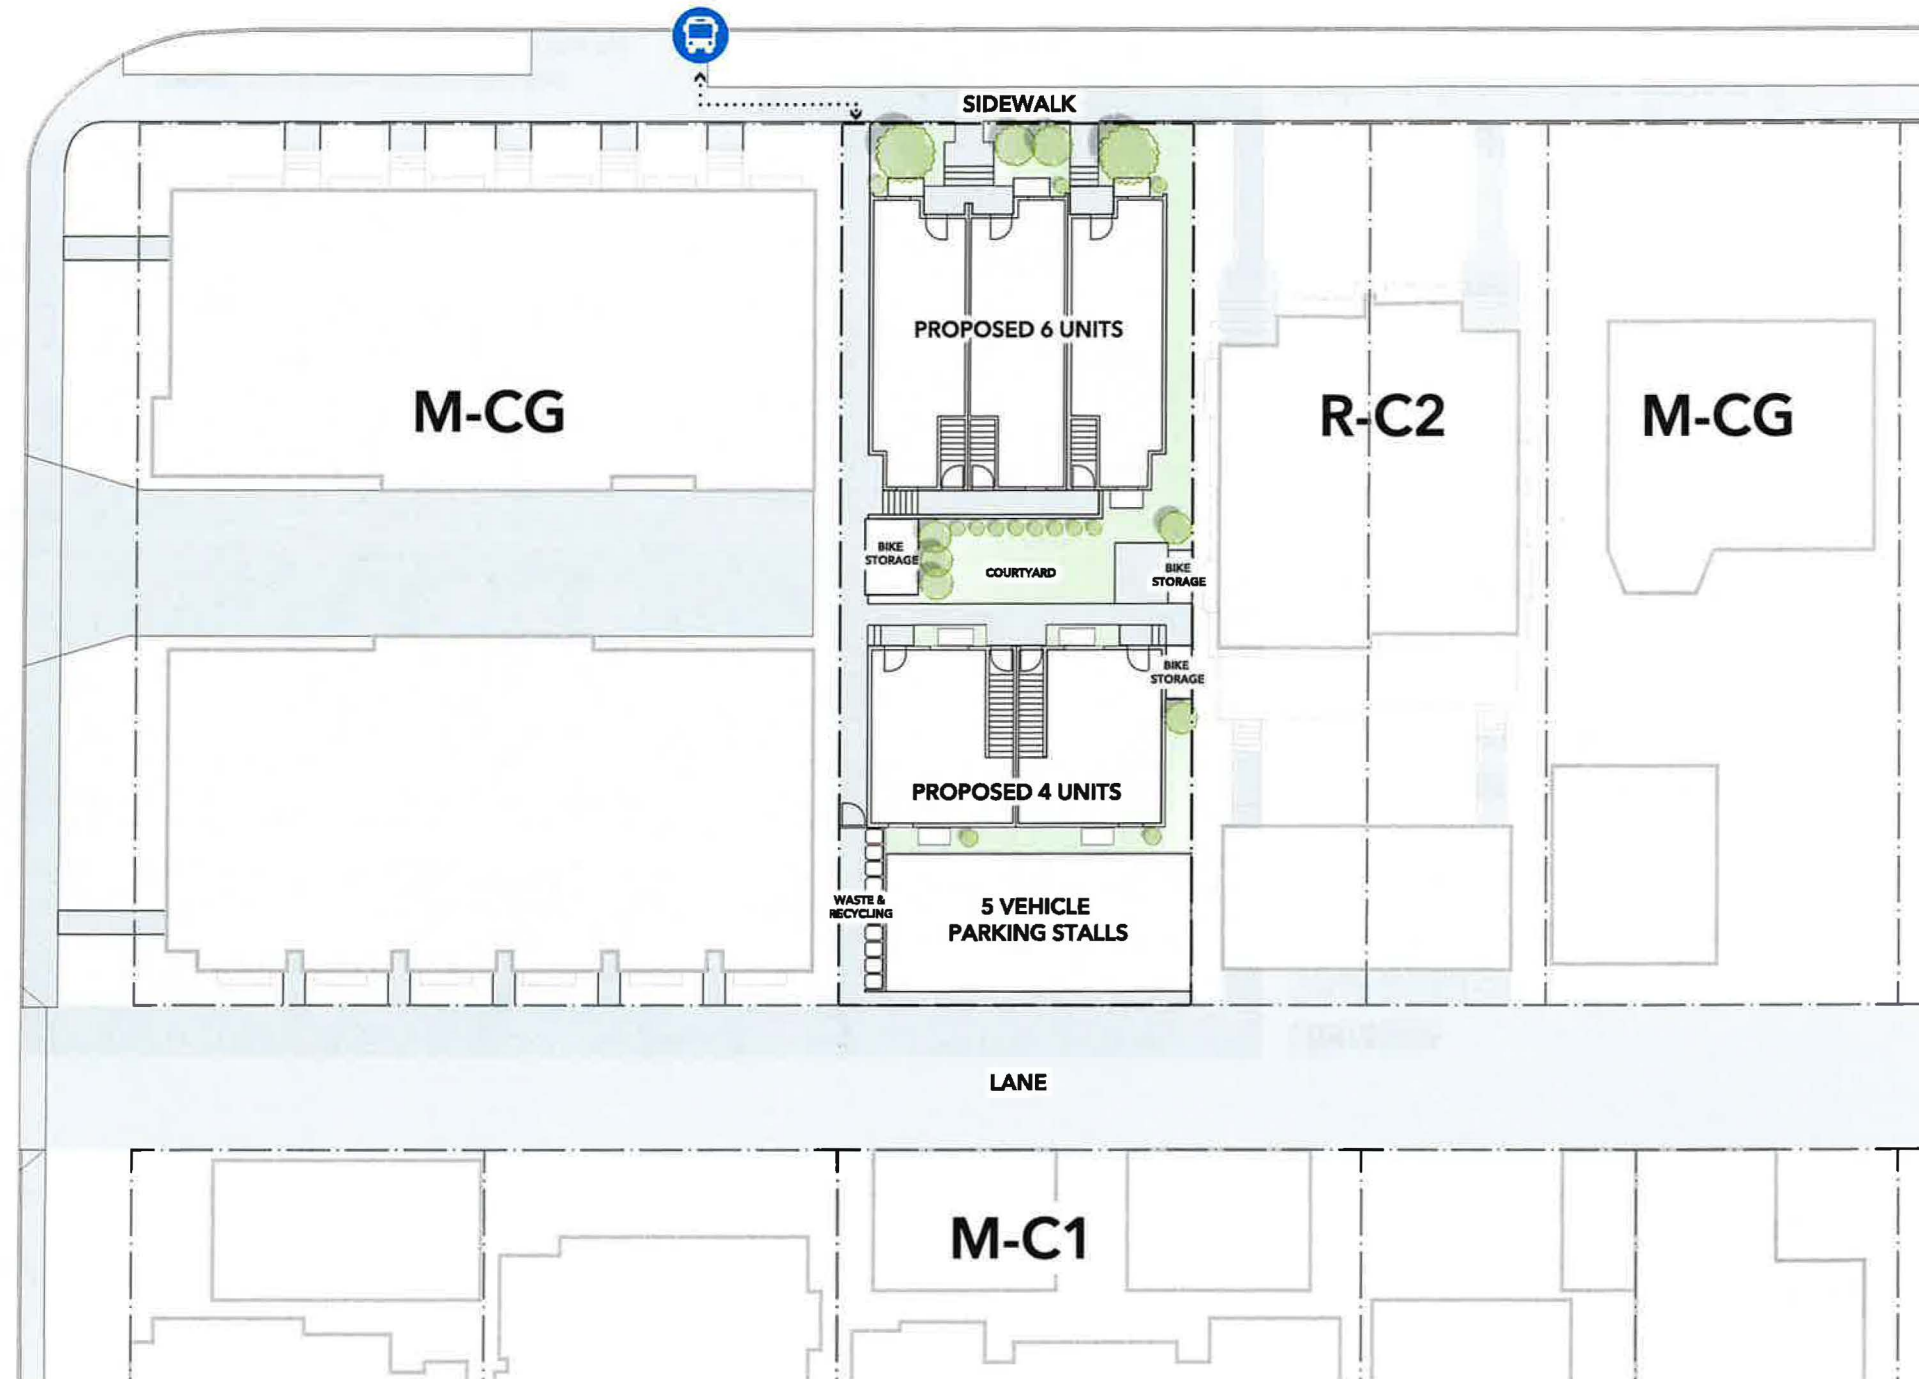 SIDEWALK
PROPOSED 6 UNITS
M-CG
R-C2
M-CG
BIKE
STORAGE
COURTYARD
BIKE
STORAGE
BIKE
STORAGE
PROPOSED 4 UNITS
WASTE &
RECYCLING
5 VEHICLE
PARKING STALLS
LANE
M-C1